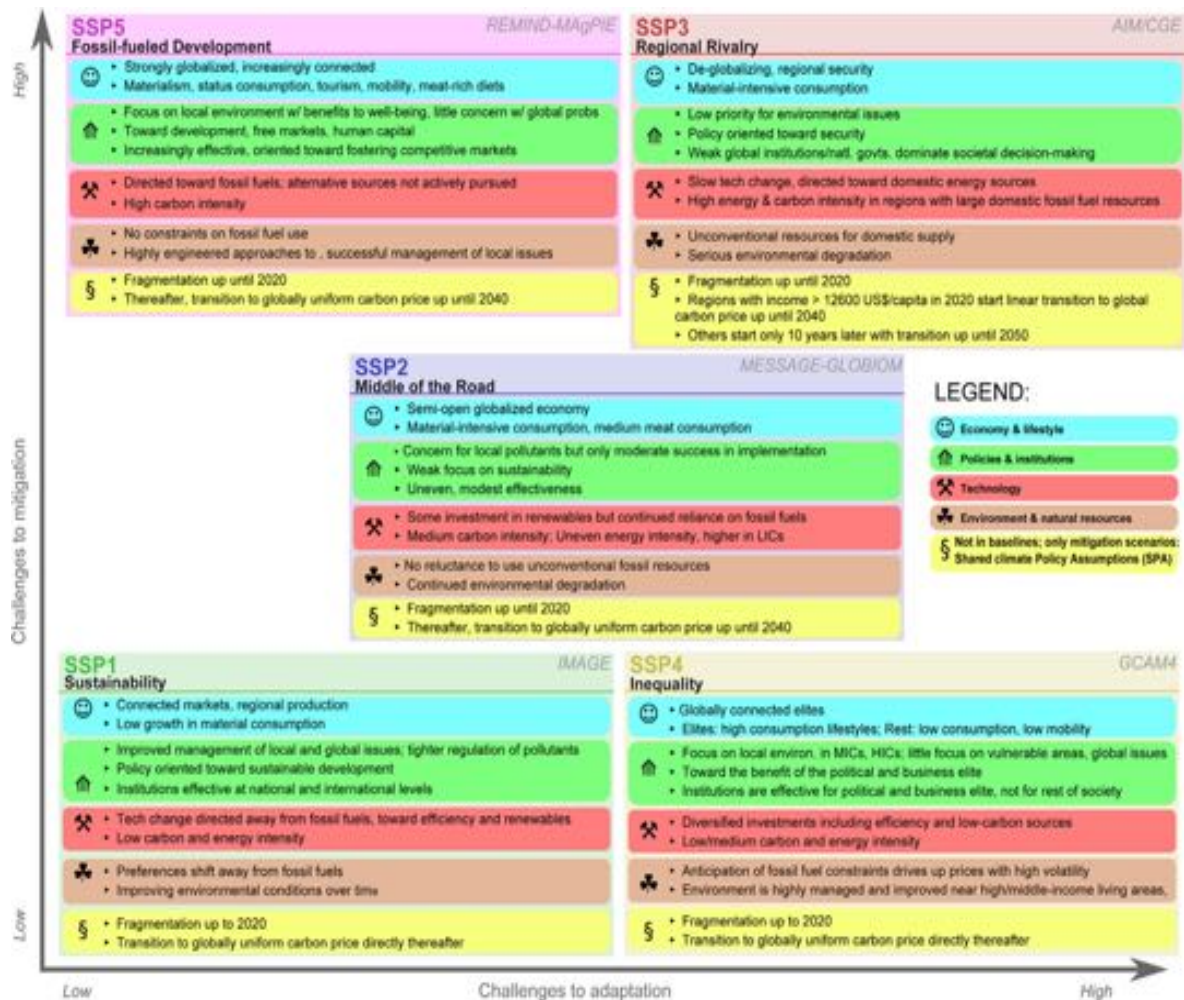 High
Challenges to mitigation
Low
SSP5
REMIND-MAgPIE
Fossil-fueled Development
‣ Strongly globalized, increasingly connected
‣ Materialism, status consumption, tourism, mobility, meat-rich diets
‣ Focus on local environment w/ benefits to well-being, little concern w/ global probs
‣ Toward development, free markets, human capital
‣ Increasingly effective, oriented toward fostering competitive markets
‣ Directed toward fossil fuels; alternative sources not actively pursued
‣ High carbon intensity
‣ No constraints on fossil fuel use
‣ Highly engineered approaches to . successful management of local issues
§
‣ Fragmentation up until 2020
‣ Thereafter, transition to globally uniform carbon price up until 2040
SSP3
AIM/CGE
Regional Rivalry
‣ De-globalizing, regional security
‣ Material-intensive consumption
‣ Low priority for environmental issues
‣ Policy oriented toward security
‣ Weak global institutions/natl. govts. dominate societal decision-making
‣ Slow tech change, directed toward domestic energy sources
‣ High energy & carbon intensity in regions with large domestic fossil fuel resources
‣ Unconventional resources for domestic supply
‣ Serious environmental degradation
§
‣ Fragmentation up until 2020
‣ Regions with income > 12600 US$/capita in 2020 start linear transition to global
carbon price up until 2040
‣ Others start only 10 years later with transition up until 2050
SSP2
MESSAGE-GLOBIOM
Middle of the Road
‣ Semi-open globalized economy
‣ Material-intensive consumption, medium meat consumption
‣ Concern for local pollutants but only moderate success in implementation
‣ Weak focus on sustainability
‣ Uneven, modest effectiveness
‣ Some investment in renewables but continued reliance on fossil fuels
‣ Medium carbon intensity; Uneven energy intensity, higher in LICs
‣ No reluctance to use unconventional fossil resources
‣ Continued environmental degradation
§
‣ Fragmentation up until 2020
‣ Thereafter, transition to globally uniform carbon price up until 2040
LEGEND:
Economy & lifestyle
Policies & institutions
Technology
Environment & natural resources
§ Not in baselines; only mitigation scenarios:
Shared climate Policy Assumptions (SPA)
SSP1
IMAGE
Sustainability
‣ Connected markets, regional production
‣ Low growth in material consumption
‣ Improved management of local and global issues; tighter regulation of pollutants
‣ Policy oriented toward sustainable development
‣ Institutions effective at national and international levels
‣ Tech change directed away from fossil fuels, toward efficiency and renewables
‣ Low carbon and energy intensity
‣ Preferences shift away from fossil fuels
‣ Improving environmental conditions over time
§
‣ Fragmentation up to 2020
‣ Transition to globally uniform carbon price directly thereafter
SSP4
GCAM4
Inequality
‣ Globally connected elites
‣ Elites: high consumption lifestyles; Rest: low consumption, low mobility
‣ Focus on local environ. in MICs, HICs; little focus on vulnerable areas, global issues
‣ Toward the benefit of the political and business elite
‣ Institutions are effective for political and business elite, not for rest of society
‣ Diversified investments including efficiency and low-carbon sources
‣ Low/medium carbon and energy intensity
‣ Anticipation of fossil fuel constraints drives up prices with high volatility
‣ Environment is highly managed and improved near high/middle-income living areas,
§
‣ Fragmentation up to 2020
‣ Transition to globally uniform carbon price directly thereafter
Low
Challenges to adaptation
High